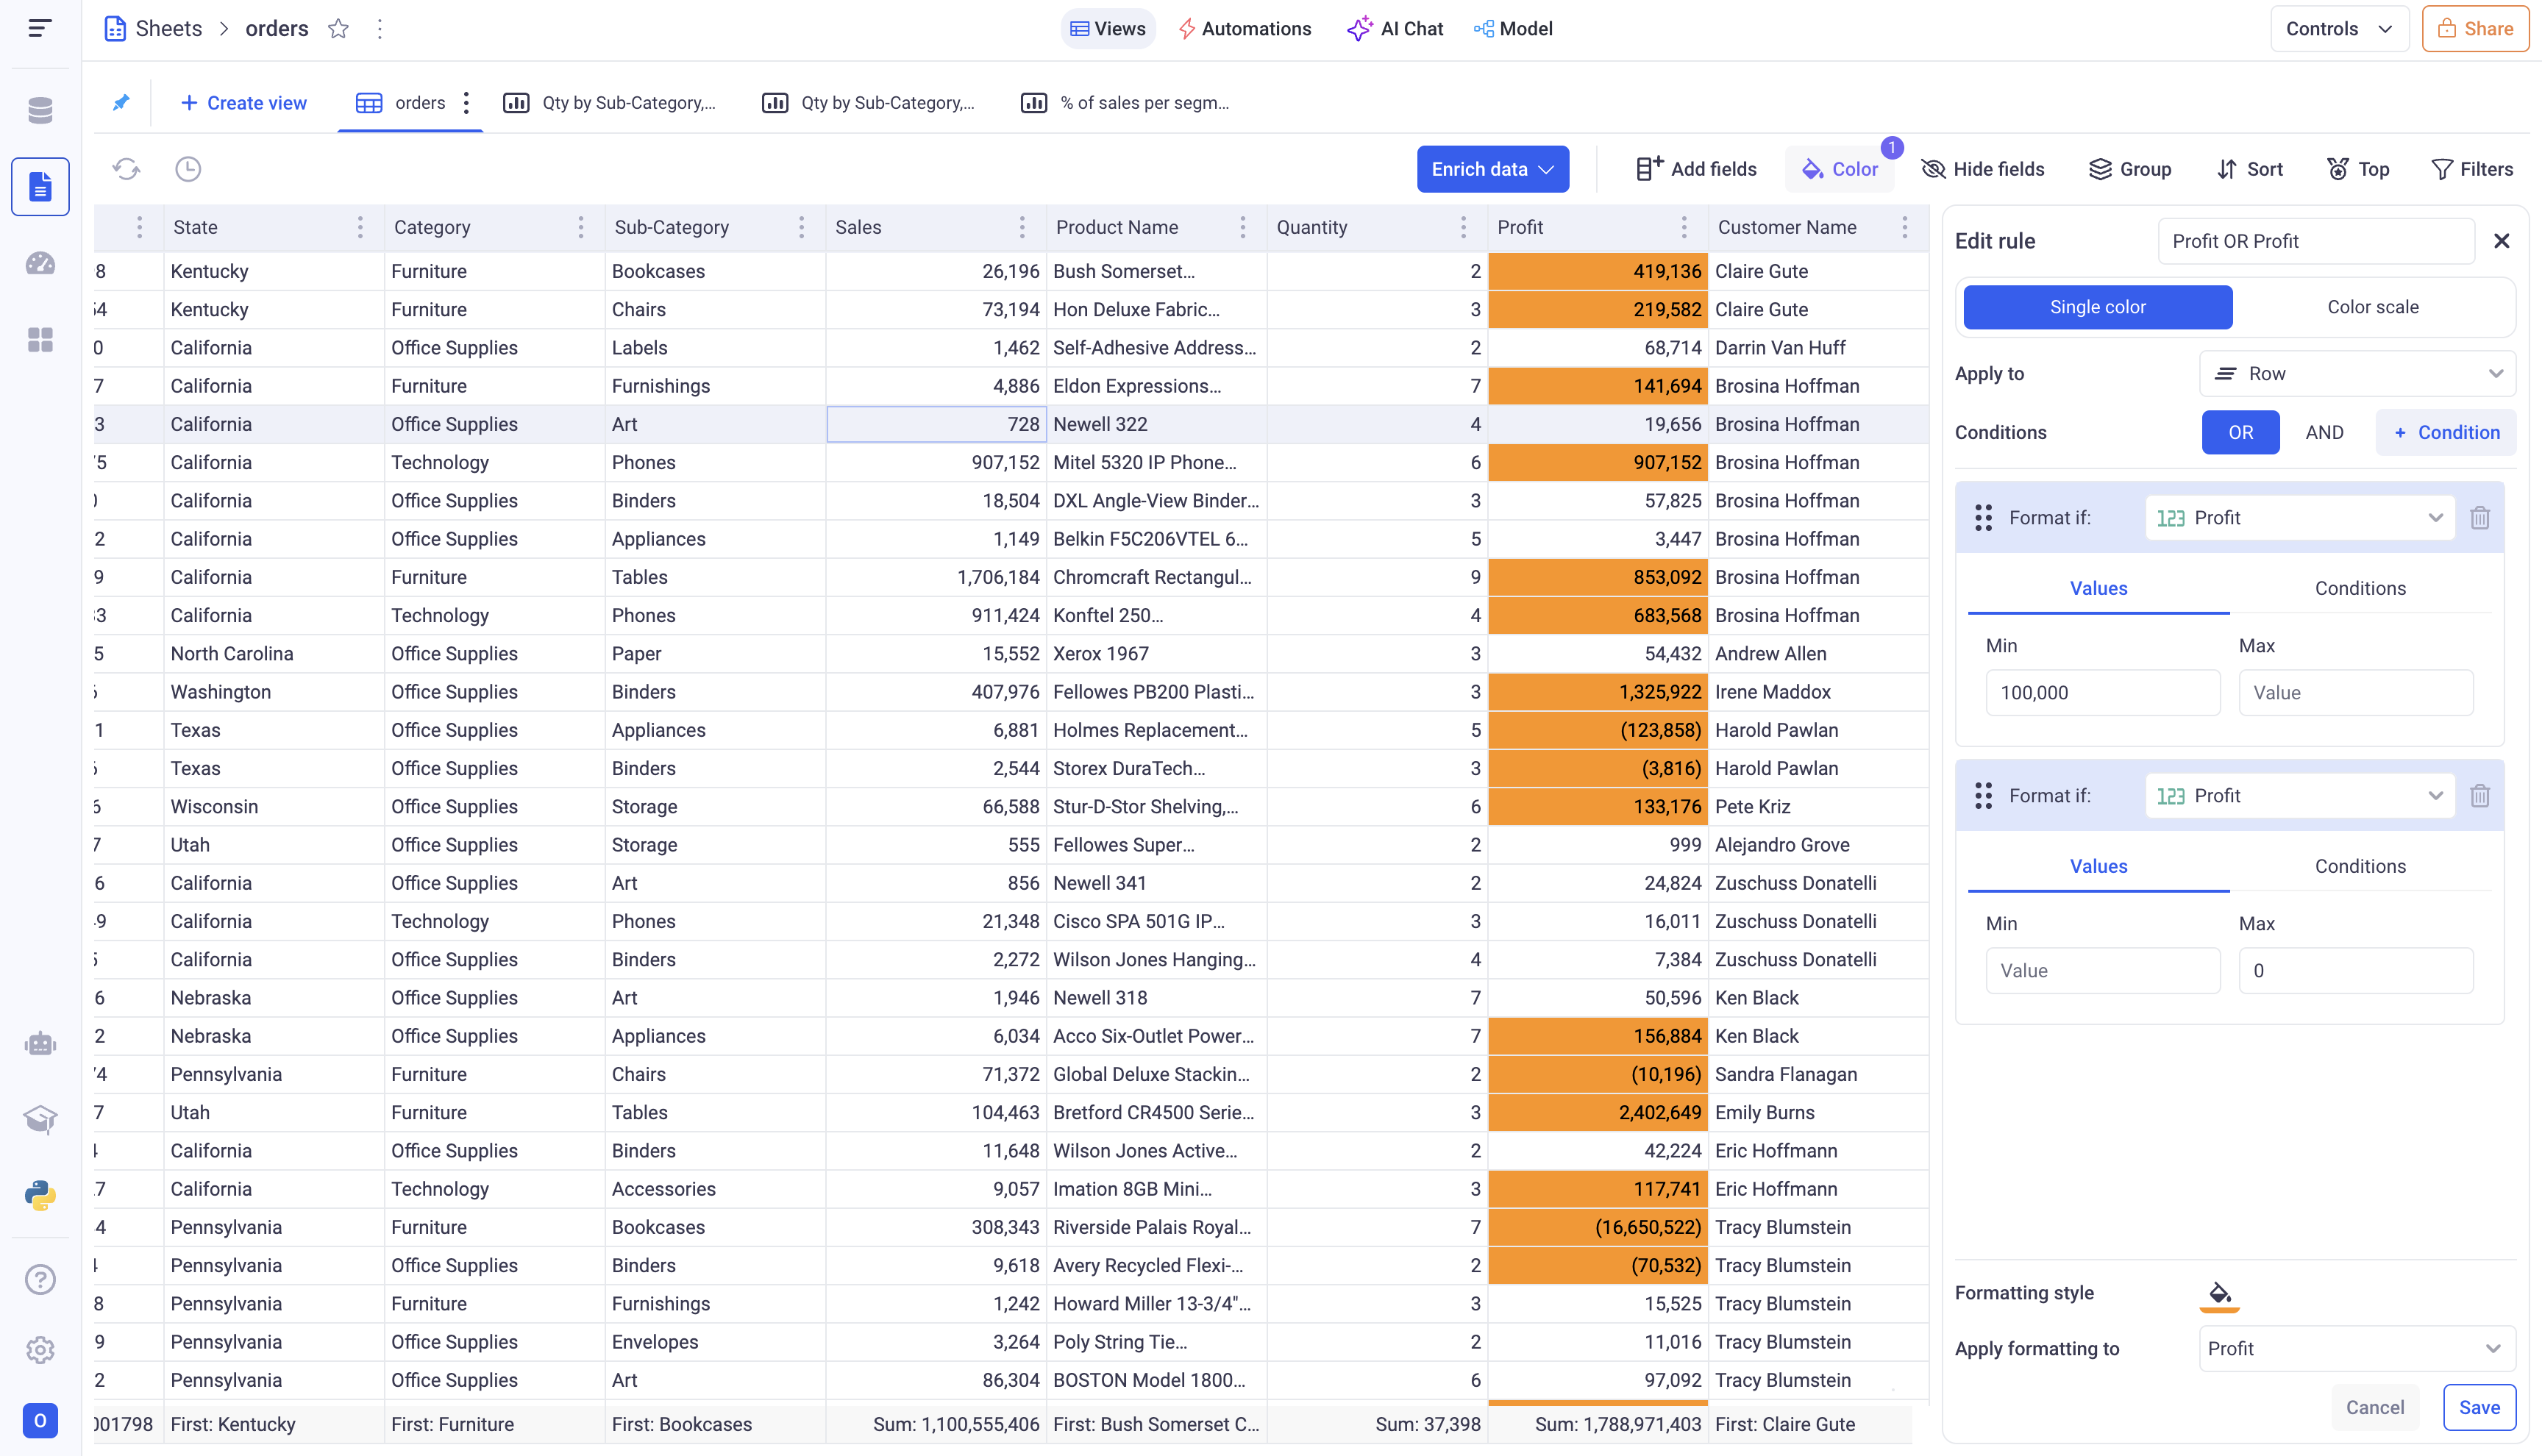 Sheets > orders
Views Automations AI Chat Model
Controls Share
+ Create view orders Qty by Sub-Category,... Qty by Sub-Category,... % of sales per segm...
Enrich data Add fields Color 1 Hide fields Group Sort Top Filters
State Category Sub-Category Sales Product Name Quantity Profit Customer Name
8 Kentucky Furniture Bookcases 26,196 Bush Somerset... 2 419,136 Claire Gute
Kentucky Furniture Chairs 73,194 Hon Deluxe Fabric... 3 219,582 Claire Gute
0 California Office Supplies Labels 1,462 Self-Adhesive Address... 2 68,714 Darrin Van Huff
7 California Furniture Furnishings 4,886 Eldon Expressions... 7 141,694 Brosina Hoffman
3 California Office Supplies Art 728 Newell 322 4 19,656 Brosina Hoffman
California Technology Phones 907,152 Mitel 5320 IP Phone... 6 907,152 Brosina Hoffman
California Office Supplies Binders 18,504 DXL Angle-View Binder... 3 57,825 Brosina Hoffman
2 California Office Supplies Appliances 1,149 Belkin F5C206VTEL 6... 5 3,447 Brosina Hoffman
9 California Furniture Tables 1,706,184 Chromcraft Rectangul... 9 853,092 Brosina Hoffman
California Technology Phones 911,424 Konftel 250... 4 683,568 Brosina Hoffman
5 North Carolina Office Supplies Paper 15,552 Xerox 1967 3 54,432 Andrew Allen
Washington Office Supplies Binders 407,976 Fellowes PB200 Plasti... 3 1,325,922 Irene Maddox
1 Texas Office Supplies Appliances 6,881 Holmes Replacement... 5 (123,858) Harold Pawlan
Texas Office Supplies Binders 2,544 Storex DuraTech... 3 (3,816) Harold Pawlan
6 Wisconsin Office Supplies Storage 66,588 Stur-D-Stor Shelving,... 6 133,176 Pete Kriz
7 Utah Office Supplies Storage 555 Fellowes Super... 2 999 Alejandro Grove
6 California Office Supplies Art 856 Newell 341 2 24,824 Zuschuss Donatelli
9 California Technology Phones 21,348 Cisco SPA 501G IP... 3 16,011 Zuschuss Donatelli
California Office Supplies Binders 2,272 Wilson Jones Hanging... 4 7,384 Zuschuss Donatelli
6 Nebraska Office Supplies Art 1,946 Newell 318 7 50,596 Ken Black
2 Nebraska Office Supplies Appliances 6,034 Acco Six-Outlet Power... 7 156,884 Ken Black
4 Pennsylvania Furniture Chairs 71,372 Global Deluxe Stackin... 2 (10,196) Sandra Flanagan
7 Utah Furniture Tables 104,463 Bretford CR4500 Serie... 3 2,402,649 Emily Burns
California Office Supplies Binders 11,648 Wilson Jones Active... 2 42,224 Eric Hoffmann
7 California Technology Accessories 9,057 Imation 8GB Mini... 3 117,741 Eric Hoffmann
4 Pennsylvania Furniture Bookcases 308,343 Riverside Palais Royal... 7 (16,650,522) Tracy Blumstein
Pennsylvania Office Supplies Binders 9,618 Avery Recycled Flexi-... 2 (70,532) Tracy Blumstein
8 Pennsylvania Furniture Furnishings 1,242 Howard Miller 13-3/4"... 3 15,525 Tracy Blumstein
9 Pennsylvania Office Supplies Envelopes 3,264 Poly String Tie... 2 11,016 Tracy Blumstein
2 Pennsylvania Office Supplies Art 86,304 BOSTON Model 1800... 6 97,092 Tracy Blumstein
001798 First: Kentucky First: Furniture First: Bookcases Sum: 1,100,555,406 First: Bush Somerset C... Sum: 37,398 Sum: 1,788,971,403 First: Claire Gute
Edit rule Profit OR Profit
Single color Color scale
Apply to Row
Conditions OR AND + Condition
Format if: 123 Profit
Values Conditions
Min Max
100,000 Value
Format if: 123 Profit
Values Conditions
Min Max
Value 0
Formatting style
Apply formatting to Profit
Cancel Save
O